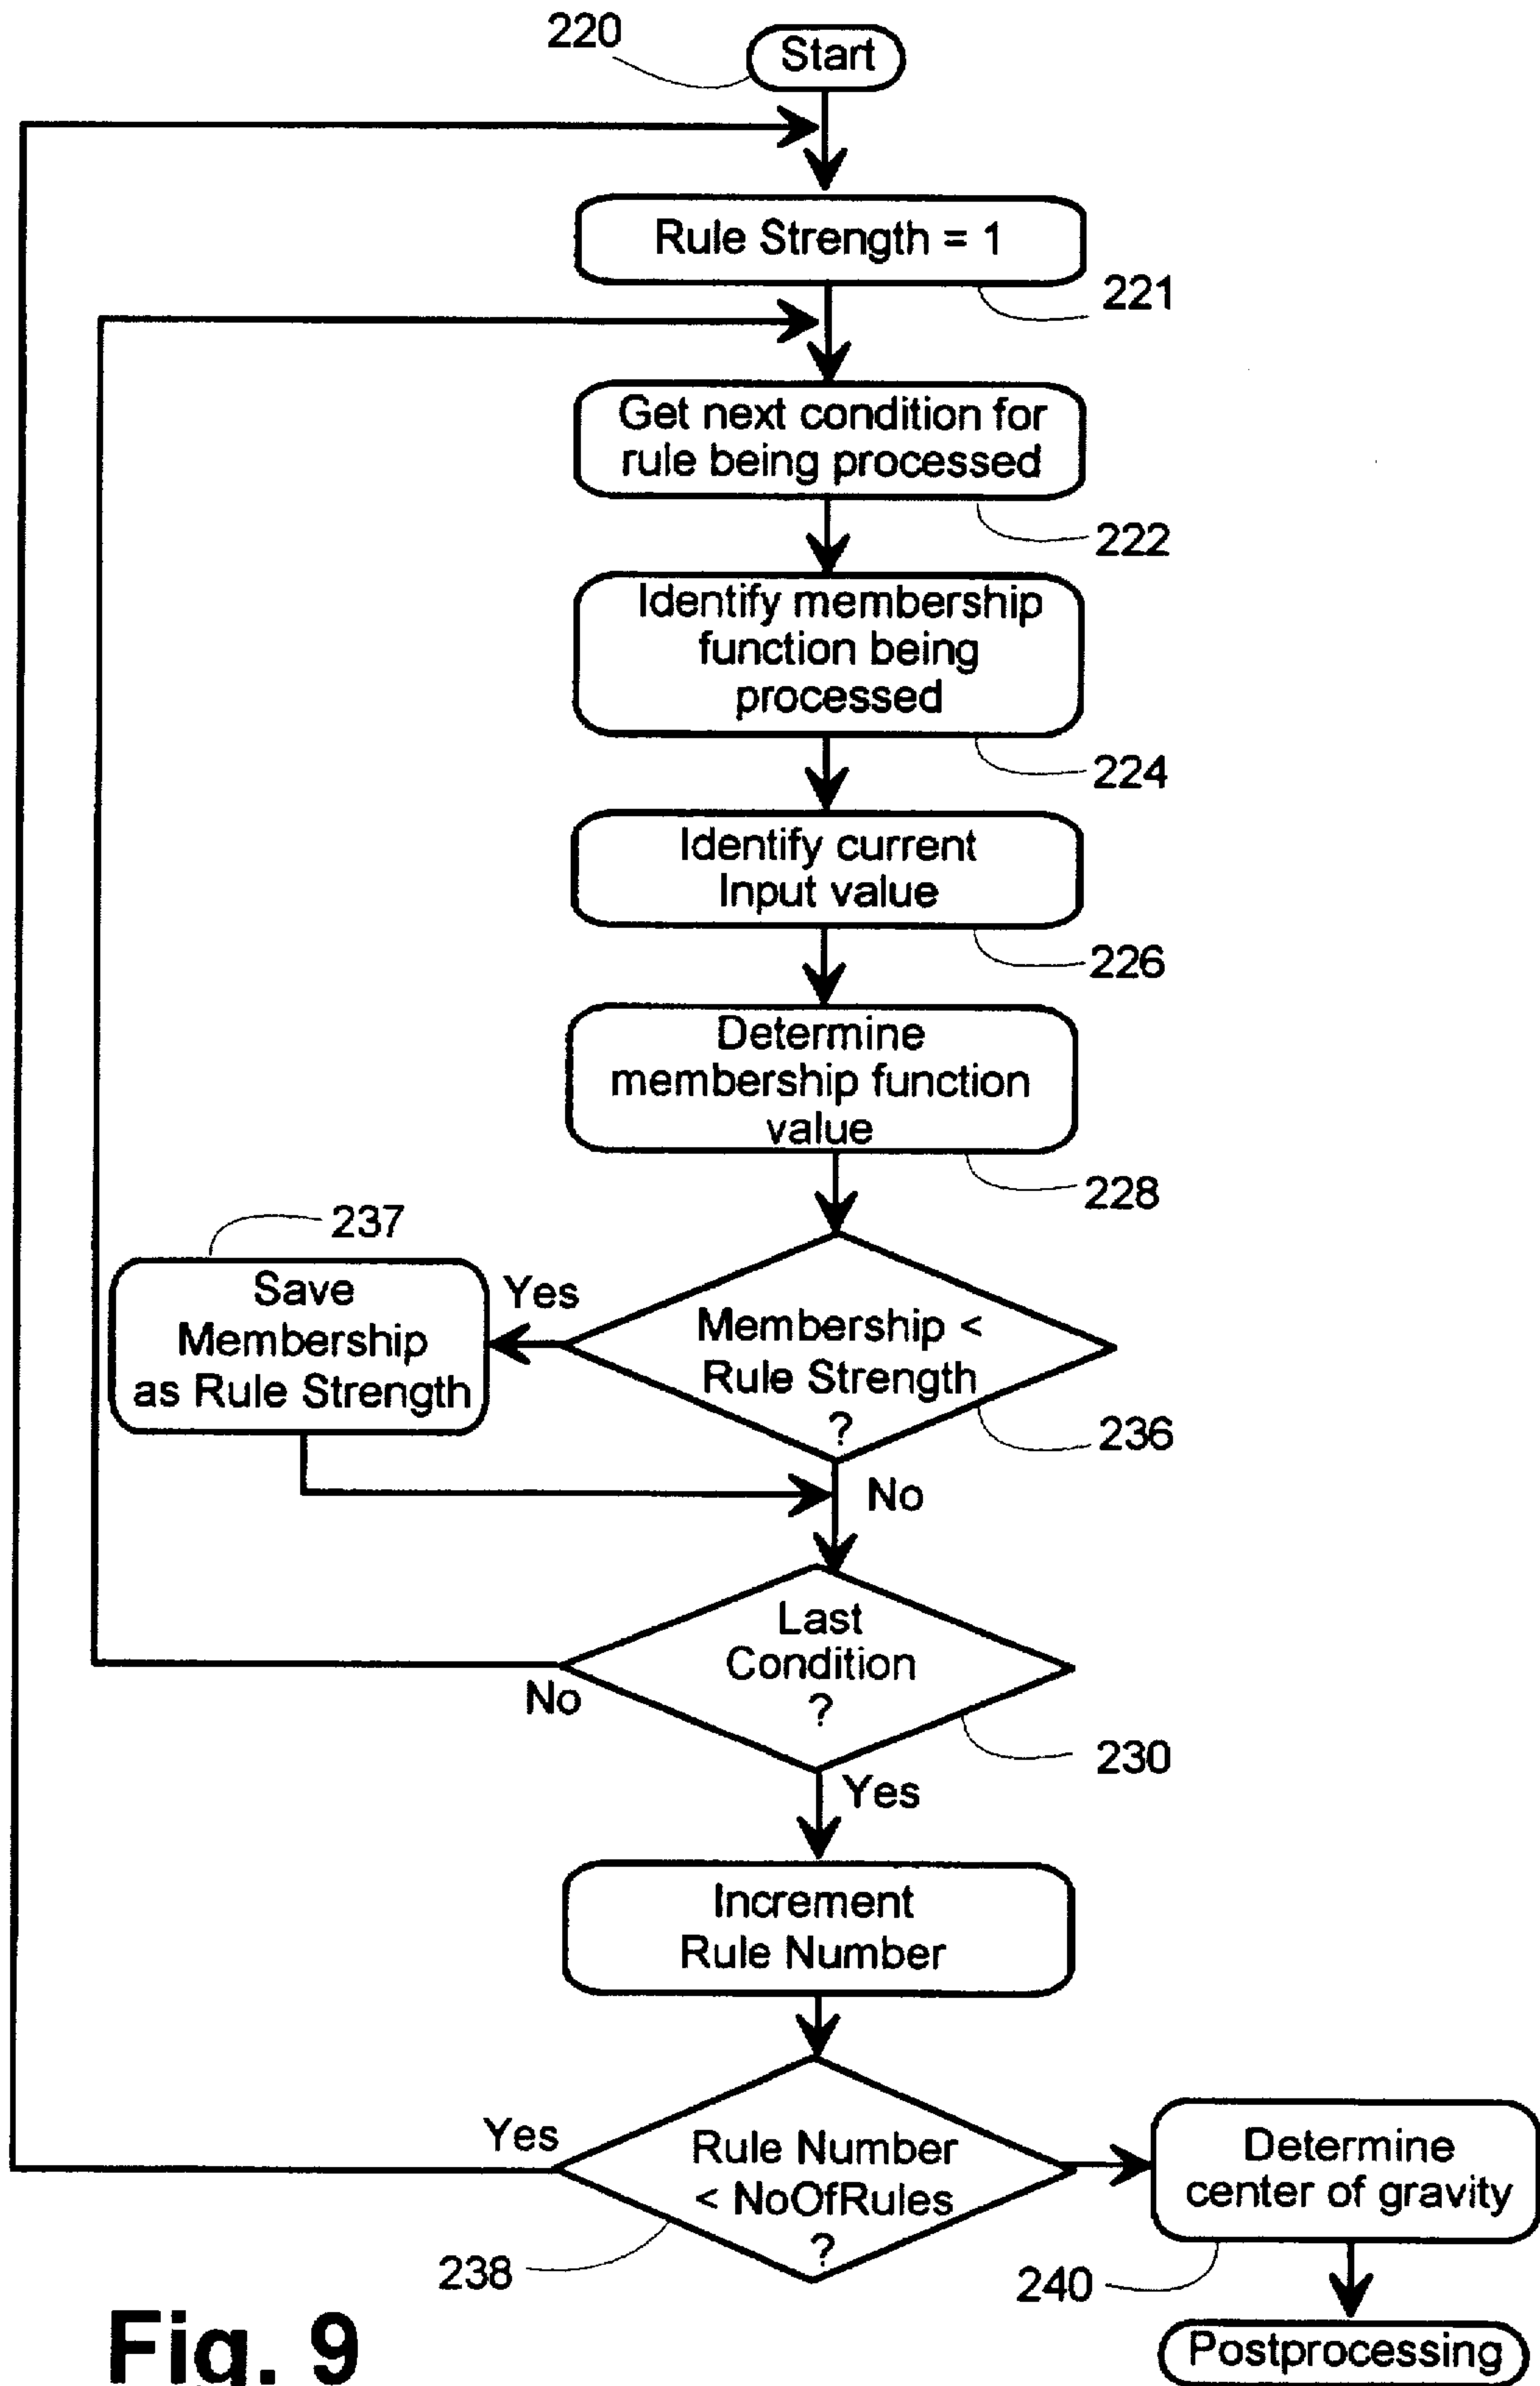 220
Start
Rule Strength = 1
221
Get next condition for
rule being processed
222
Identify membership
function being
processed
224
Identify current
Input value
226
Determine
membership function
value
228
237
Save
Membership
as Rule Strength
Yes
Membership <
Rule Strength
?
236
No
Last
Condition
?
No
230
Yes
Increment
Rule Number
Yes
Rule Number
< NoOfRules
?
238
Determine
center of gravity
240
Postprocessing
Fig. 9